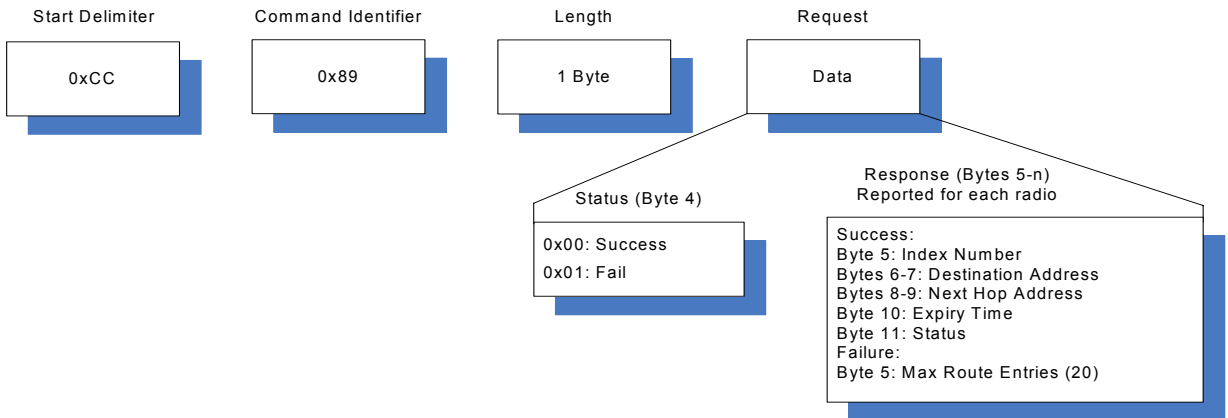 Start Delimiter
Command Identifier
Length
Request
0xCC
0x89
1 Byte
Data
Status (Byte 4)
0x00: Success
0x01: Fail
Response (Bytes 5-n)
Reported for each radio
Success:
Byte 5: Index Number
Bytes 6-7: Destination Address
Bytes 8-9: Next Hop Address
Byte 10: Expiry Time
Byte 11: Status
Failure:
Byte 5: Max Route Entries (20)